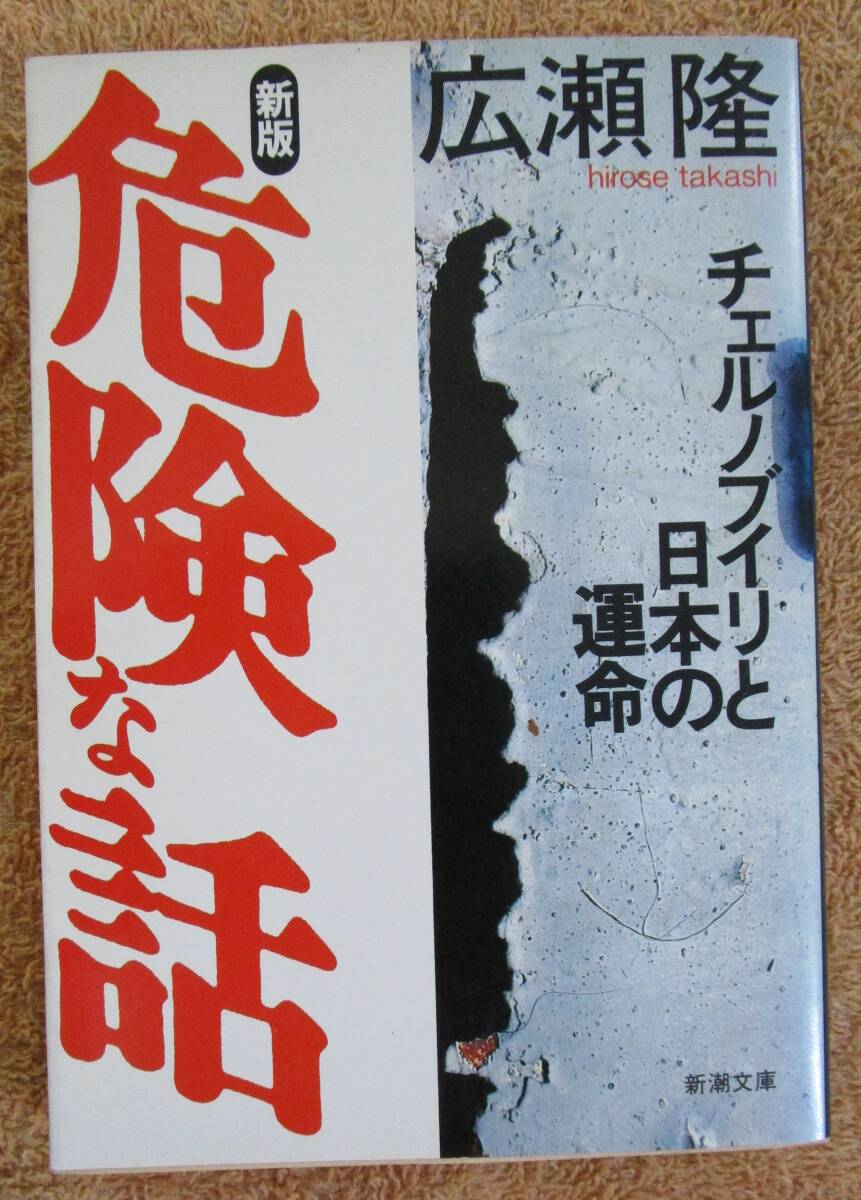 広瀬隆
hirose takashi
チェルノブイリと
日本の
運命
新版
危険な話
新潮文庫